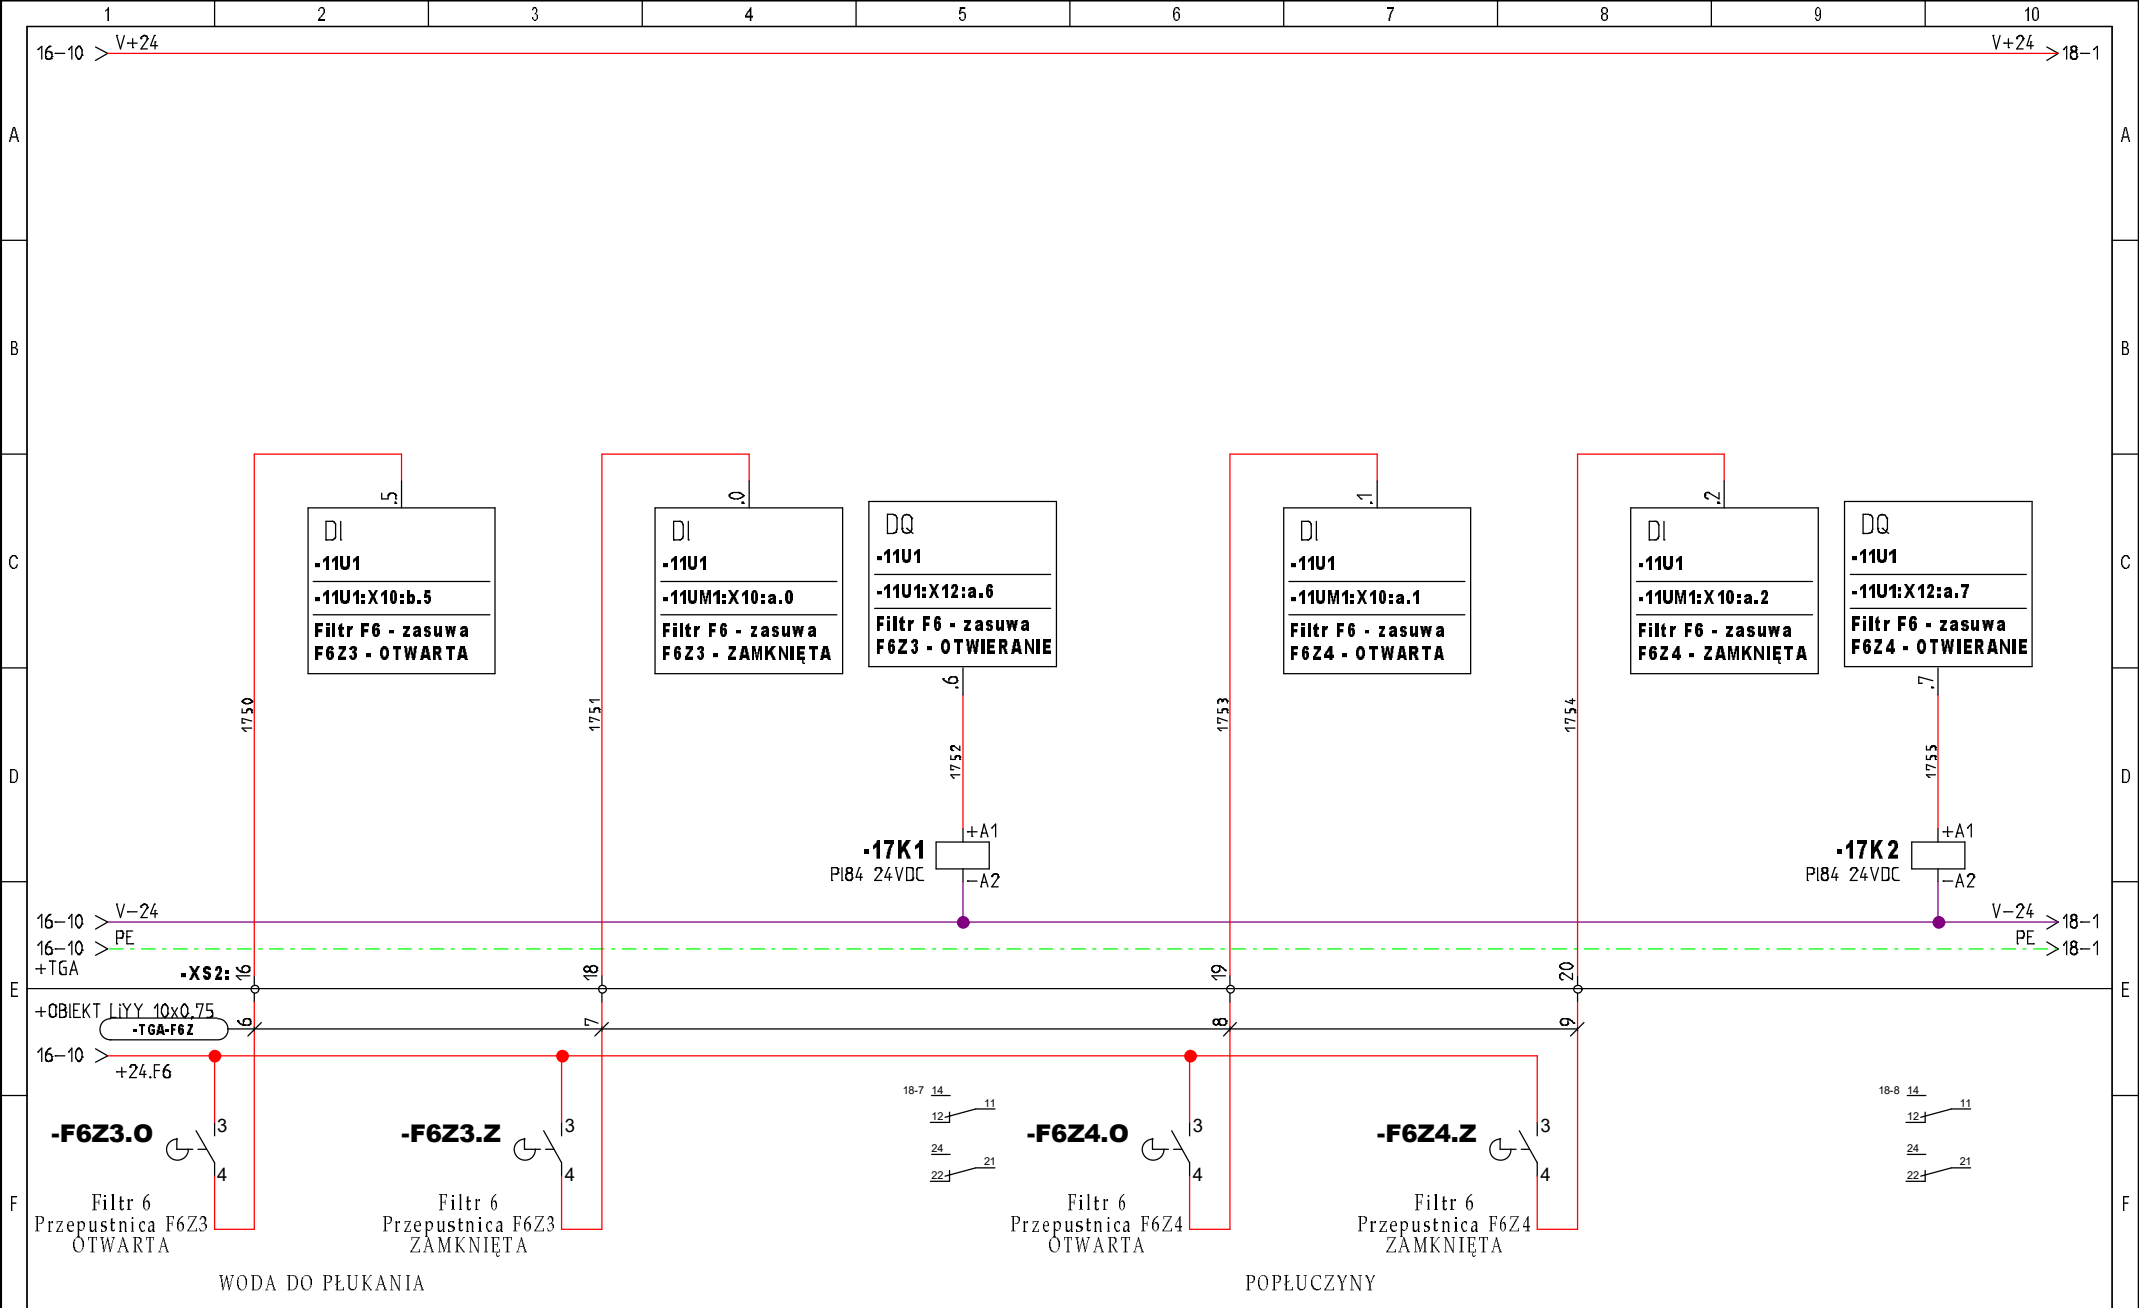 1 2 3 4 5 6 7 8 9 10
16-10 V+24 V+24 18-1
A A
B B
.5 .0 .1 .2
DI
-11U1
-11U1:X10:b.5
Filtr F6 - zasuwa
F6Z3 - OTWARTA
DI
-11U1
-11UM1:X10:a.0
Filtr F6 - zasuwa
F6Z3 - ZAMKNIĘTA
DQ
-11U1
-11U1:X12:a.6
Filtr F6 - zasuwa
F6Z3 - OTWIERANIE
DI
-11U1
-11UM1:X10:a.1
Filtr F6 - zasuwa
F6Z4 - OTWARTA
DI
-11U1
-11UM1:X10:a.2
Filtr F6 - zasuwa
F6Z4 - ZAMKNIĘTA
DQ
-11U1
-11U1:X12:a.7
Filtr F6 - zasuwa
F6Z4 - OTWIERANIE
C C
.6 .7
1750 1751 1752 1753 1754 1755
D D
+A1
-17K1
PI84 24VDC
-A2
+A1
-17K2
PI84 24VDC
-A2
16-10 V-24 V-24 18-1
16-10 PE PE 18-1
+TGA
-XS2: 16 18 19 20
E E
+OBIEKT LiYY 10x0,75
-TGA-F6Z 6 7 8 9
16-10
+24.F6
18-7 14
12 11
24
22 21
18-8 14
12 11
24
22 21
-F6Z3.O 3
4
-F6Z3.Z 3
4
-F6Z4.O 3
4
-F6Z4.Z 3
4
F F
Filtr 6
Przepustnica F6Z3
OTWARTA
Filtr 6
Przepustnica F6Z3
ZAMKNIĘTA
Filtr 6
Przepustnica F6Z4
OTWARTA
Filtr 6
Przepustnica F6Z4
ZAMKNIĘTA
WODA DO PŁUKANIA
POPŁUCZYNY